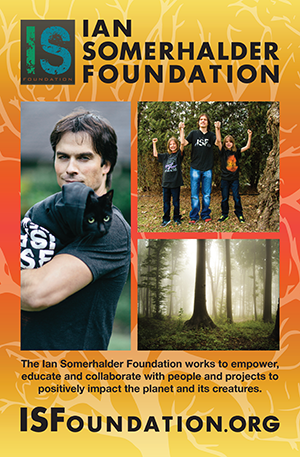 IS
FOUNDATION
IAN
SOMERHALDER
FOUNDATION
ISF
The Ian Somerhalder Foundation works to empower,
educate and collaborate with people and projects to
positively impact the planet and its creatures.
ISFOUNDATION.ORG